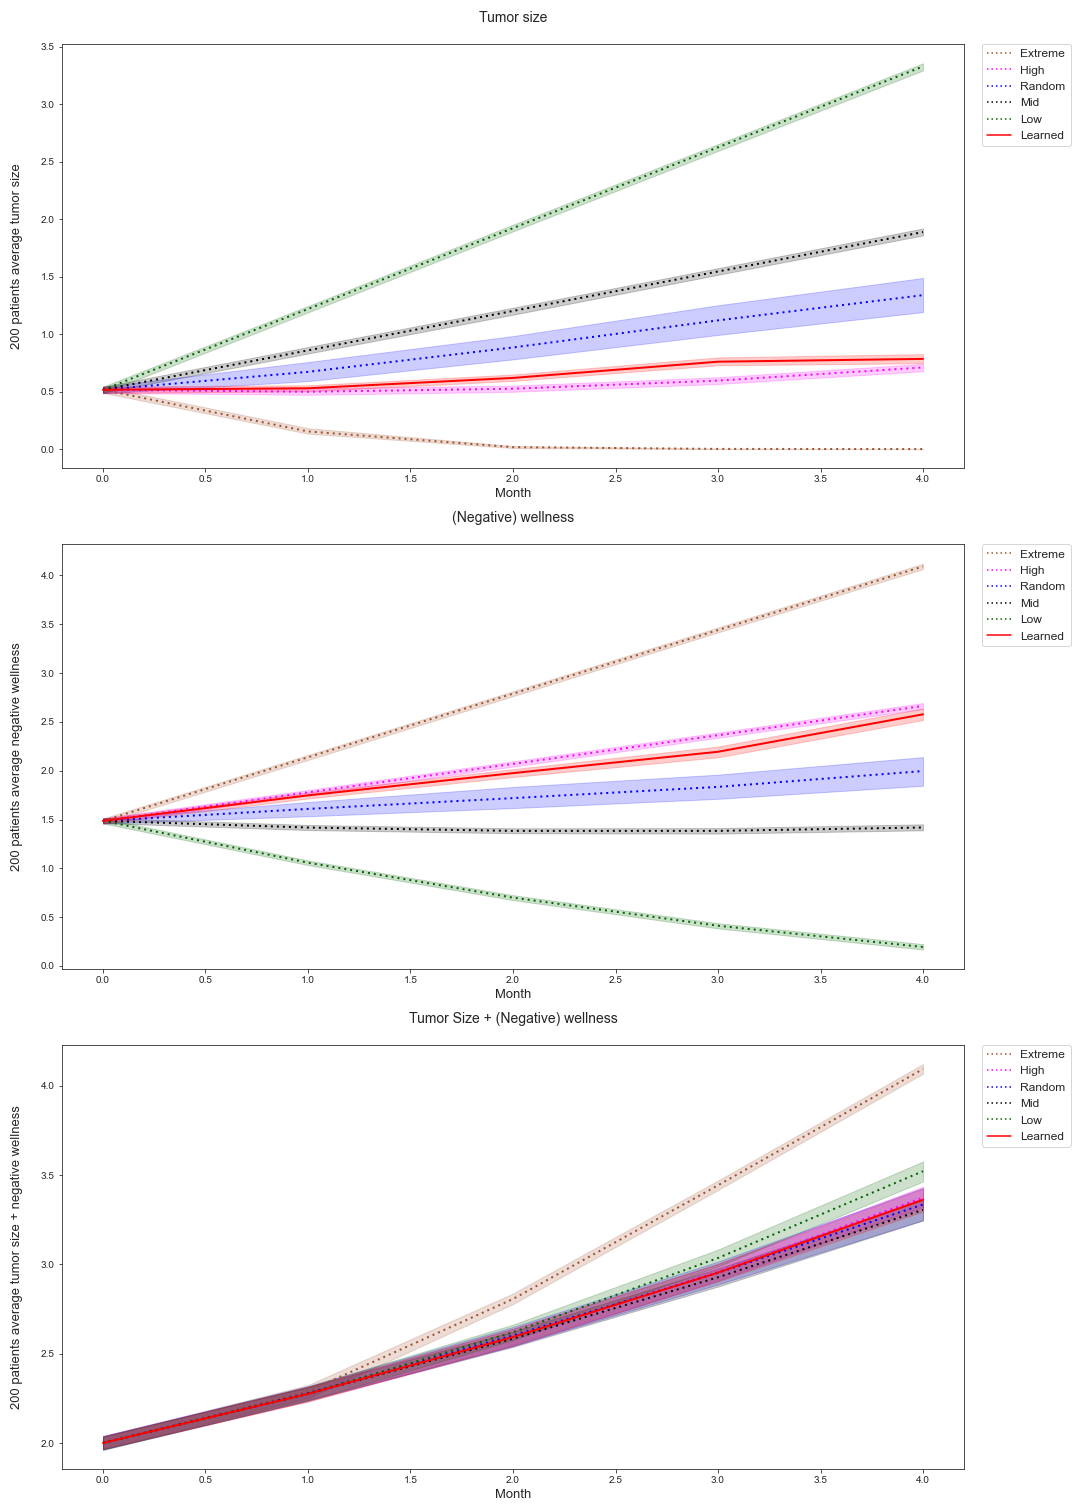 Tumor size
3.5
3.0
2.5
2.0
1.5
1.0
0.5
0.0
200 patients average tumor size
0.0 0.5 1.0 1.5 2.0 2.5 3.0 3.5 4.0
Month
Extreme
High
Random
Mid
Low
Learned
(Negative) wellness
4.0
3.5
3.0
2.5
2.0
1.5
1.0
0.5
0.0
200 patients average negative wellness
0.0 0.5 1.0 1.5 2.0 2.5 3.0 3.5 4.0
Month
Extreme
High
Random
Mid
Low
Learned
Tumor Size + (Negative) wellness
4.0
3.5
3.0
2.5
2.0
200 patients average tumor size + negative wellness
0.0 0.5 1.0 1.5 2.0 2.5 3.0 3.5 4.0
Month
Extreme
High
Random
Mid
Low
Learned